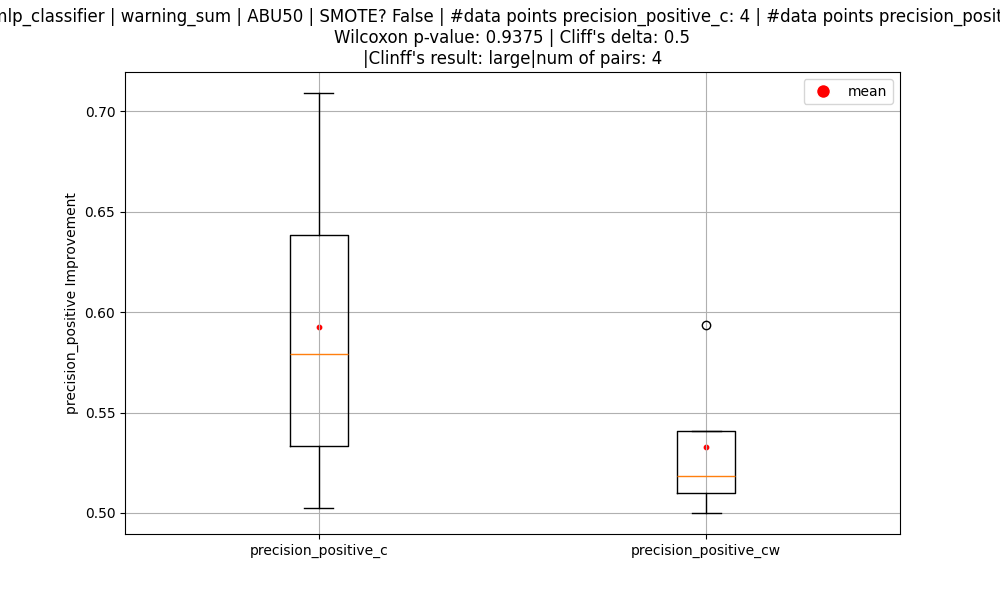 mlp_classifier | warning_sum | ABU50 | SMOTE? False | #data points precision_positive_c: 4 | #data points
Wilcoxon p-value: 0.9375 | Cliff's delta: 0.5
|Clinff's result: large|num of pairs: 4
mean
0.70
0.65
0.60
0.55
0.50
precision_positive Improvement
precision_positive_c
precision_positive_cw